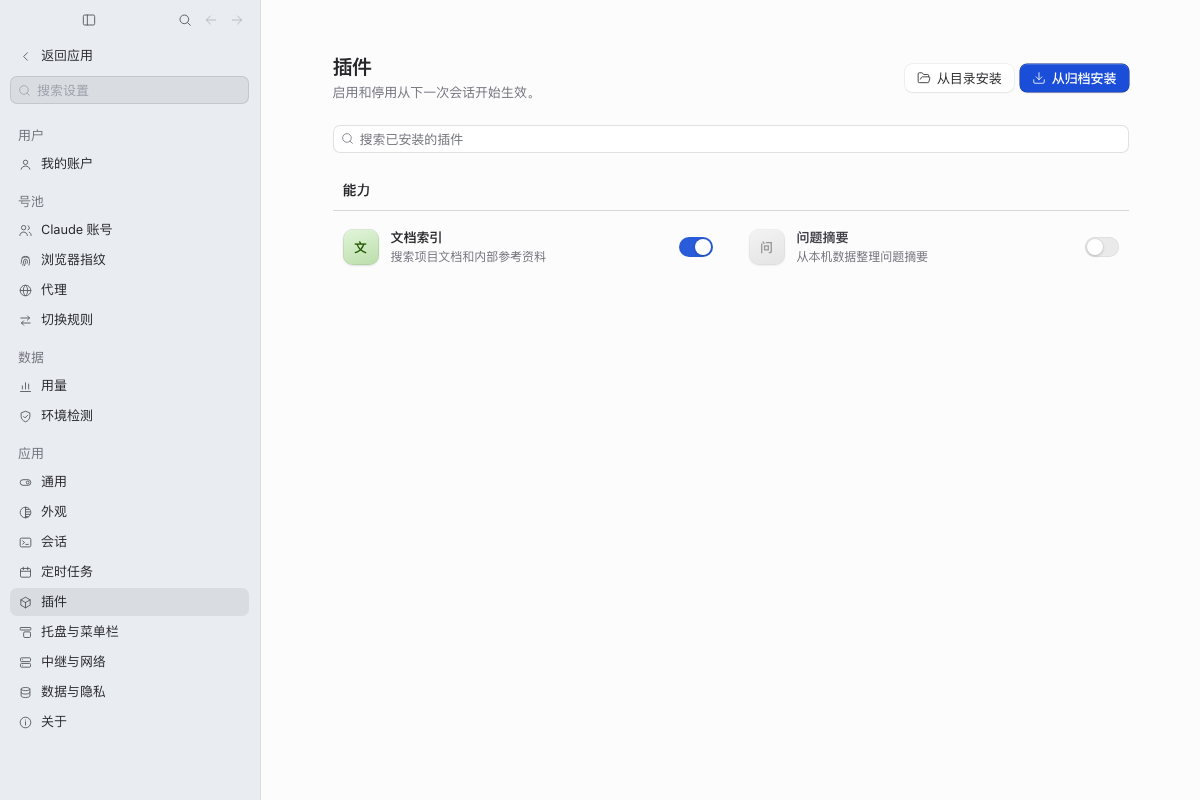 返回应用
搜索设置
用户
我的账户
号池
Claude 账号
浏览器指纹
代理
切换规则
数据
用量
环境检测
应用
通用
外观
会话
定时任务
插件
托盘与菜单栏
中继与网络
数据与隐私
关于
插件
启用和停用从下一次会话开始生效。
从目录安装
从归档安装
搜索已安装的插件
能力
文
文档索引
搜索项目文档和内部参考资料
问
问题摘要
从本机数据整理问题摘要